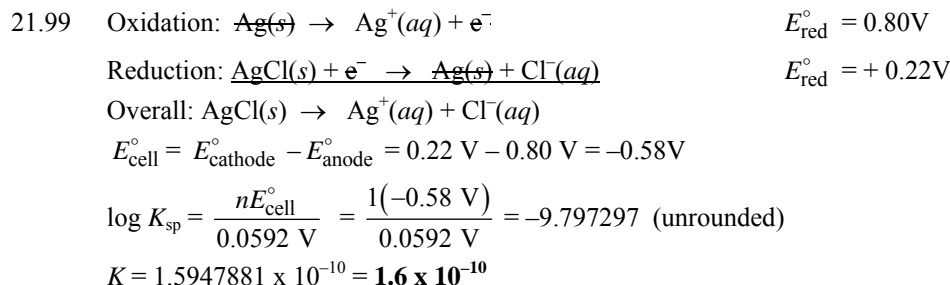 21.99 Oxidation: Ag(s) → Ag⁺(aq) + e⁻ E°red = 0.80V
Reduction: AgCl(s) + e⁻ → Ag(s) + Cl⁻(aq) E°red = + 0.22V
Overall: AgCl(s) → Ag⁺(aq) + Cl⁻(aq)
E°cell = E°cathode – E°anode = 0.22 V – 0.80 V = –0.58V
log Ksp = nE°cell / 0.0592 V = 1(–0.58 V) / 0.0592 V = –9.797297 (unrounded)
K = 1.5947881 x 10⁻¹⁰ = 1.6 x 10⁻¹⁰